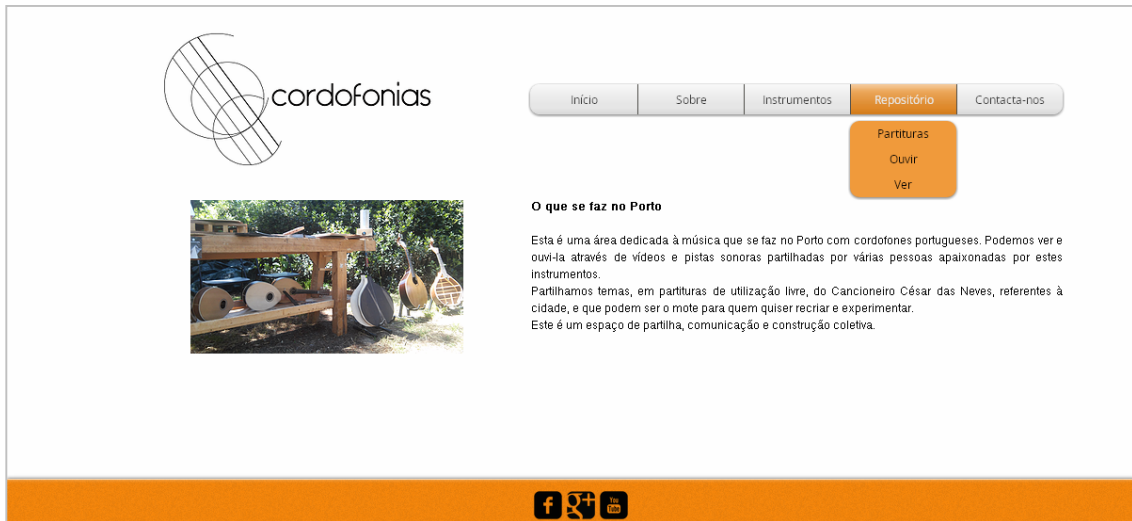 cordofonias
Início
Sobre
Instrumentos
Repositório
Contacta-nos
Partituras
Ouvir
Ver
O que se faz no Porto
Esta é uma área dedicada à música que se faz no Porto com cordofones portugueses. Podemos ver e
ouvi-la através de vídeos e pistas sonoras partilhadas por várias pessoas apaixonadas por estes
instrumentos.
Partilhamos temas, em partituras de utilização livre, do Cancioneiro César das Neves, referentes à
cidade, e que podem ser o mote para quem quiser recriar e experimentar.
Este é um espaço de partilha, comunicação e construção coletiva.
f
g+
You
Tube